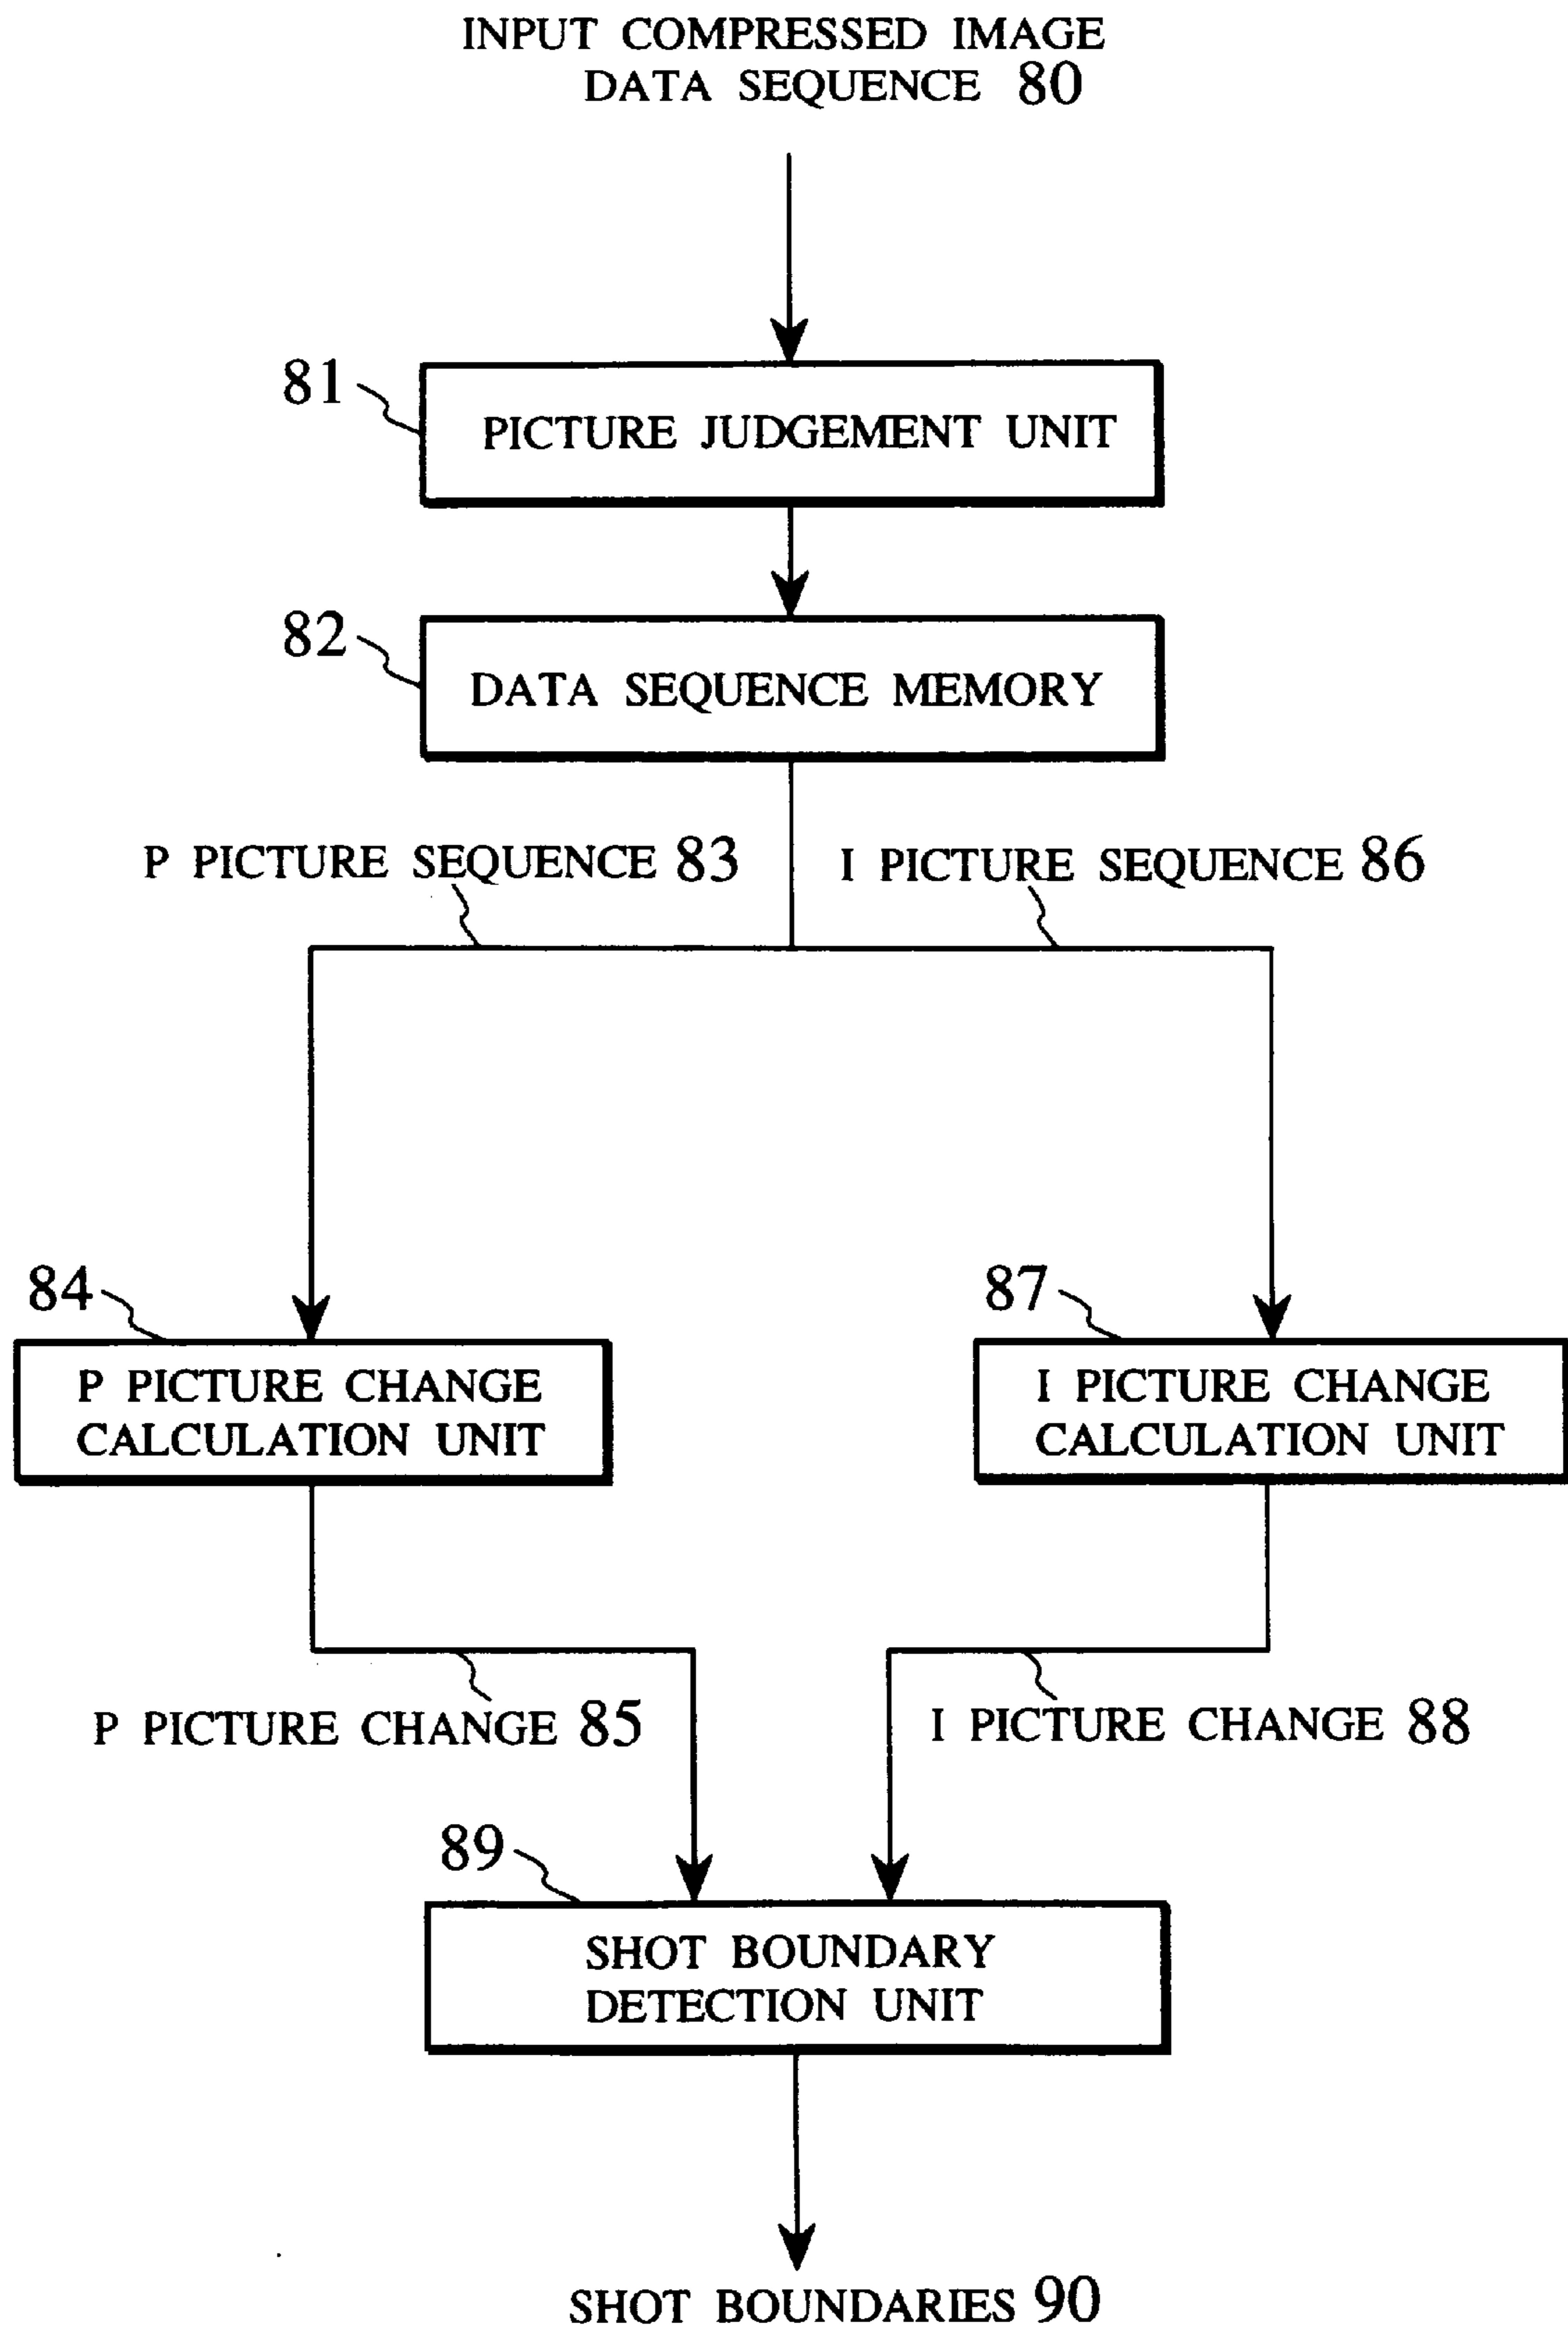 INPUT COMPRESSED IMAGE
DATA SEQUENCE 80
81
PICTURE JUDGEMENT UNIT
82
DATA SEQUENCE MEMORY
P PICTURE SEQUENCE 83
I PICTURE SEQUENCE 86
84
P PICTURE CHANGE
CALCULATION UNIT
87
I PICTURE CHANGE
CALCULATION UNIT
P PICTURE CHANGE 85
I PICTURE CHANGE 88
89
SHOT BOUNDARY
DETECTION UNIT
SHOT BOUNDARIES 90